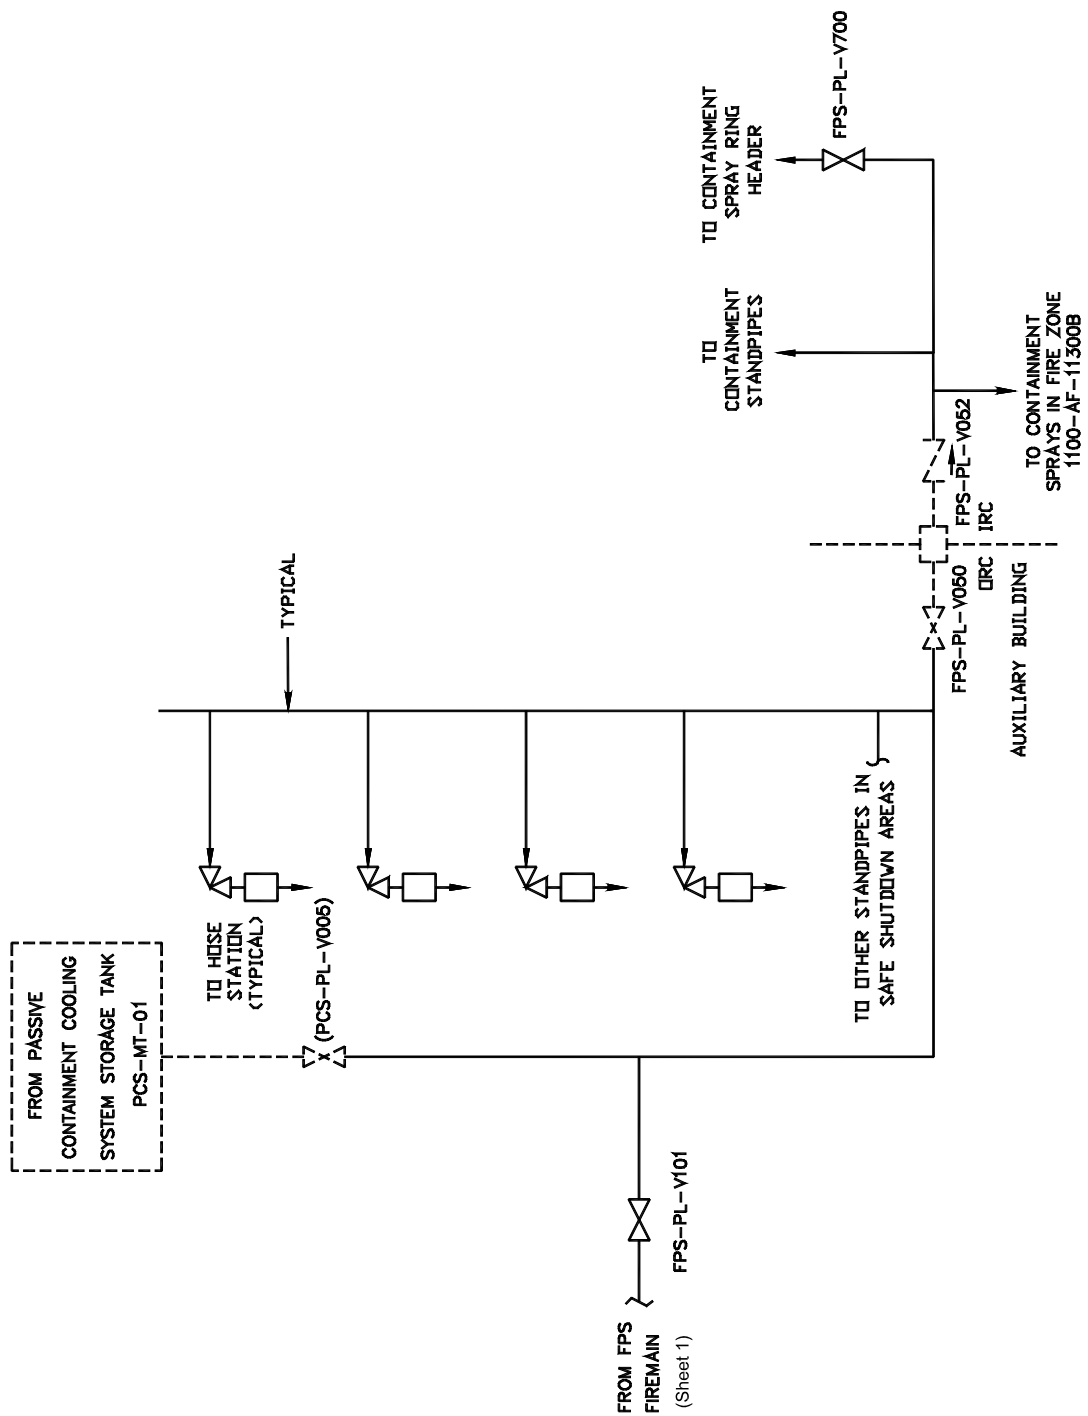 FROM PASSIVE
CONTAINMENT COOLING
SYSTEM STORAGE TANK
PCS-MT-01
(PCS-PL-V005)
TO HOSE
STATION
(TYPICAL)
TYPICAL
FROM FPS
FIREMAIN
(Sheet 1)
FPS-PL-V101
TO OTHER STANDPIPES IN
SAFE SHUTDOWN AREAS
AUXILIARY BUILDING
FPS-PL-V050
ORC
IRC
FPS-PL-V052
TO
CONTAINMENT
STANDPIPES
TO CONTAINMENT
SPRAY RING
HEADER
FPS-PL-V700
TO CONTAINMENT
SPRAYS IN FIRE ZONE
1100-AF-11300B